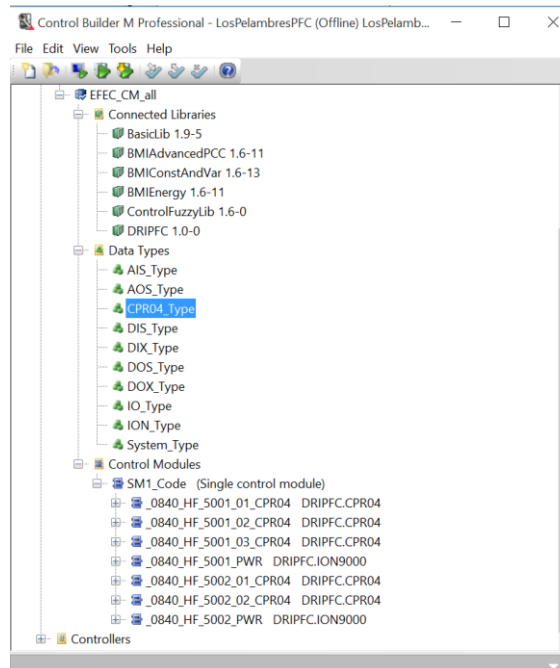 Control Builder M Professional - LosPelambresPFC (Offline) LosPelamb...
File Edit View Tools Help
EFEC_CM_all
Connected Libraries
BasicLib 1.9-5
BMIAdvancedPCC 1.6-11
BMIConstAndVar 1.6-13
BMIEnergy 1.6-11
ControlFuzzyLib 1.6-0
DRIPFC 1.0-0
Data Types
AIS_Type
AOS_Type
CPR04_Type
DIS_Type
DIX_Type
DOS_Type
DOX_Type
IO_Type
ION_Type
System_Type
Control Modules
SM1_Code (Single control module)
_0840_HF_5001_01_CPR04 DRIPFC.CPR04
_0840_HF_5001_02_CPR04 DRIPFC.CPR04
_0840_HF_5001_03_CPR04 DRIPFC.CPR04
_0840_HF_5001_PWR DRIPFC.ION9000
_0840_HF_5002_01_CPR04 DRIPFC.CPR04
_0840_HF_5002_02_CPR04 DRIPFC.CPR04
_0840_HF_5002_PWR DRIPFC.ION9000
Controllers